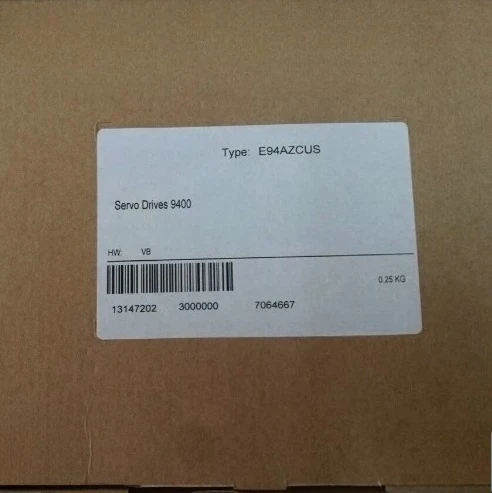 Type: E94AZCUS
Servo Drives 9400
HW: VB
0.25 KG
13147202 3000000 7064667